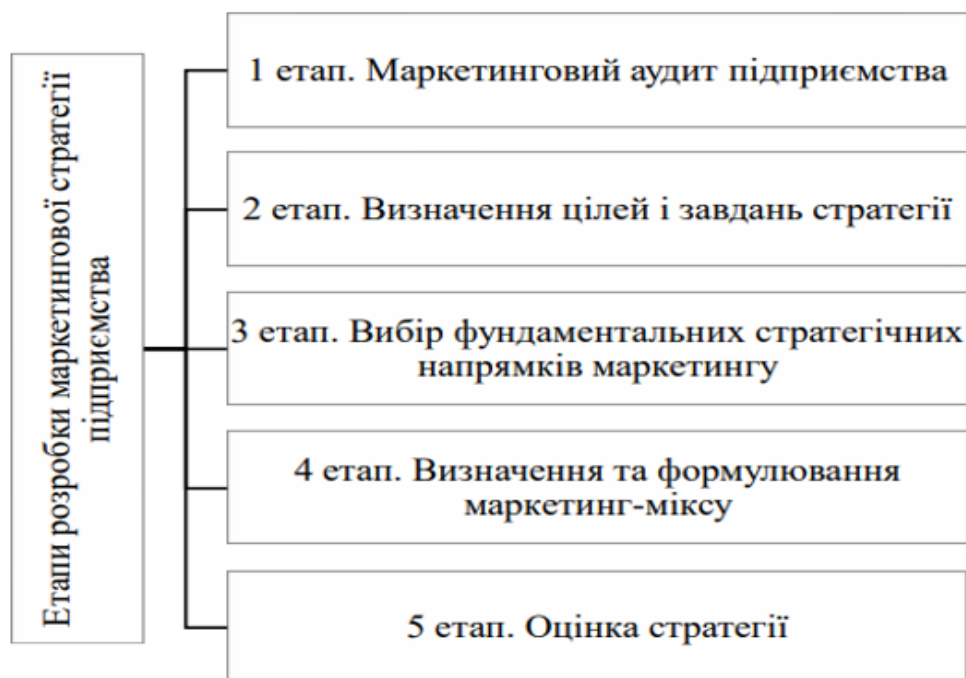 Етапи розробки маркетингової стратегії
підприємства
1 етап. Маркетинговий аудит підприємства
2 етап. Визначення цілей і завдань стратегії
3 етап. Вибір фундаментальних стратегічних
напрямків маркетингу
4 етап. Визначення та формулювання
маркетинг-міксу
5 етап. Оцінка стратегії